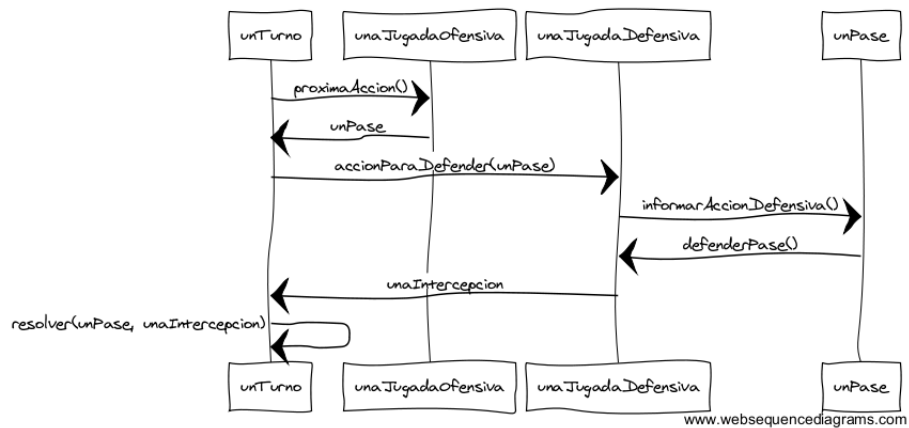 unTurno unaJugadaOfensiva unaJugadaDefensiva unPase
proximaAccion()
unPase
accionParaDefender(unPase)
informarAccionDefensiva()
defenderPase()
unaIntercepcion
resolver(unPase, unaIntercepcion)
unTurno unaJugadaOfensiva unaJugadaDefensiva unPase
www.websequencediagrams.com